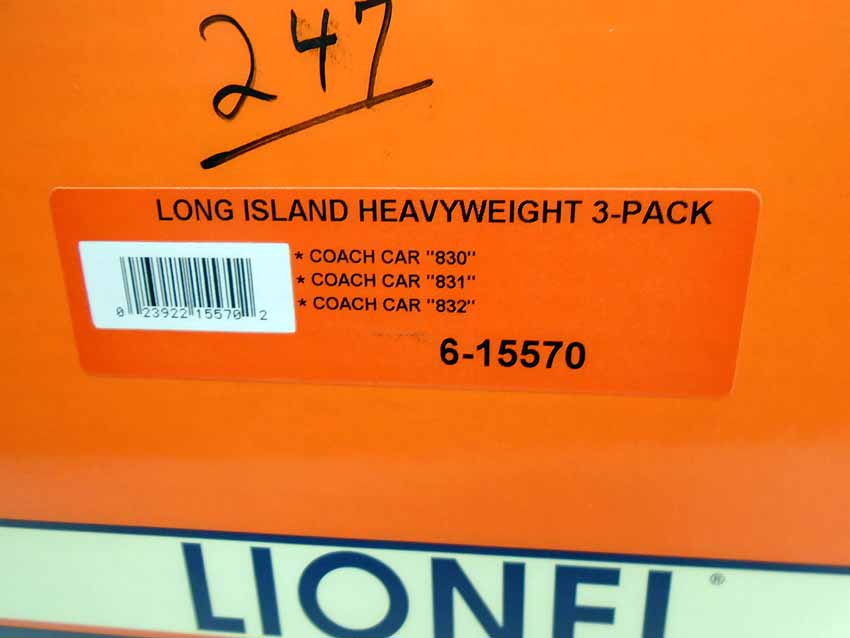 247
LONG ISLAND HEAVYWEIGHT 3-PACK
* COACH CAR "830"
* COACH CAR "831"
* COACH CAR "832"
0 23922 15570 2
6-15570
LIONEL ®